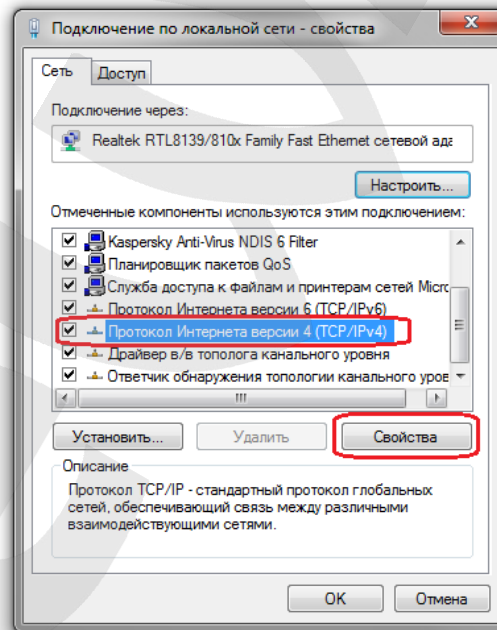 Подключение по локальной сети - свойства
Сеть Доступ
Подключение через:
Realtek RTL8139/810x Family Fast Ethernet сетевой ада
Настроить...
Отмеченные компоненты используются этим подключением:
Kaspersky Anti-Virus NDIS 6 Filter
Планировщик пакетов QoS
Служба доступа к файлам и принтерам сетей Micro
Протокол Интернета версии 6 (TCP/IPv6)
Протокол Интернета версии 4 (TCP/IPv4)
Драйвер в/в тополога канального уровня
Ответчик обнаружения топологии канального уров
Установить... Удалить Свойства
Описание
Протокол TCP/IP - стандартный протокол глобальных
сетей, обеспечивающий связь между различными
взаимодействующими сетями.
OK Отмена